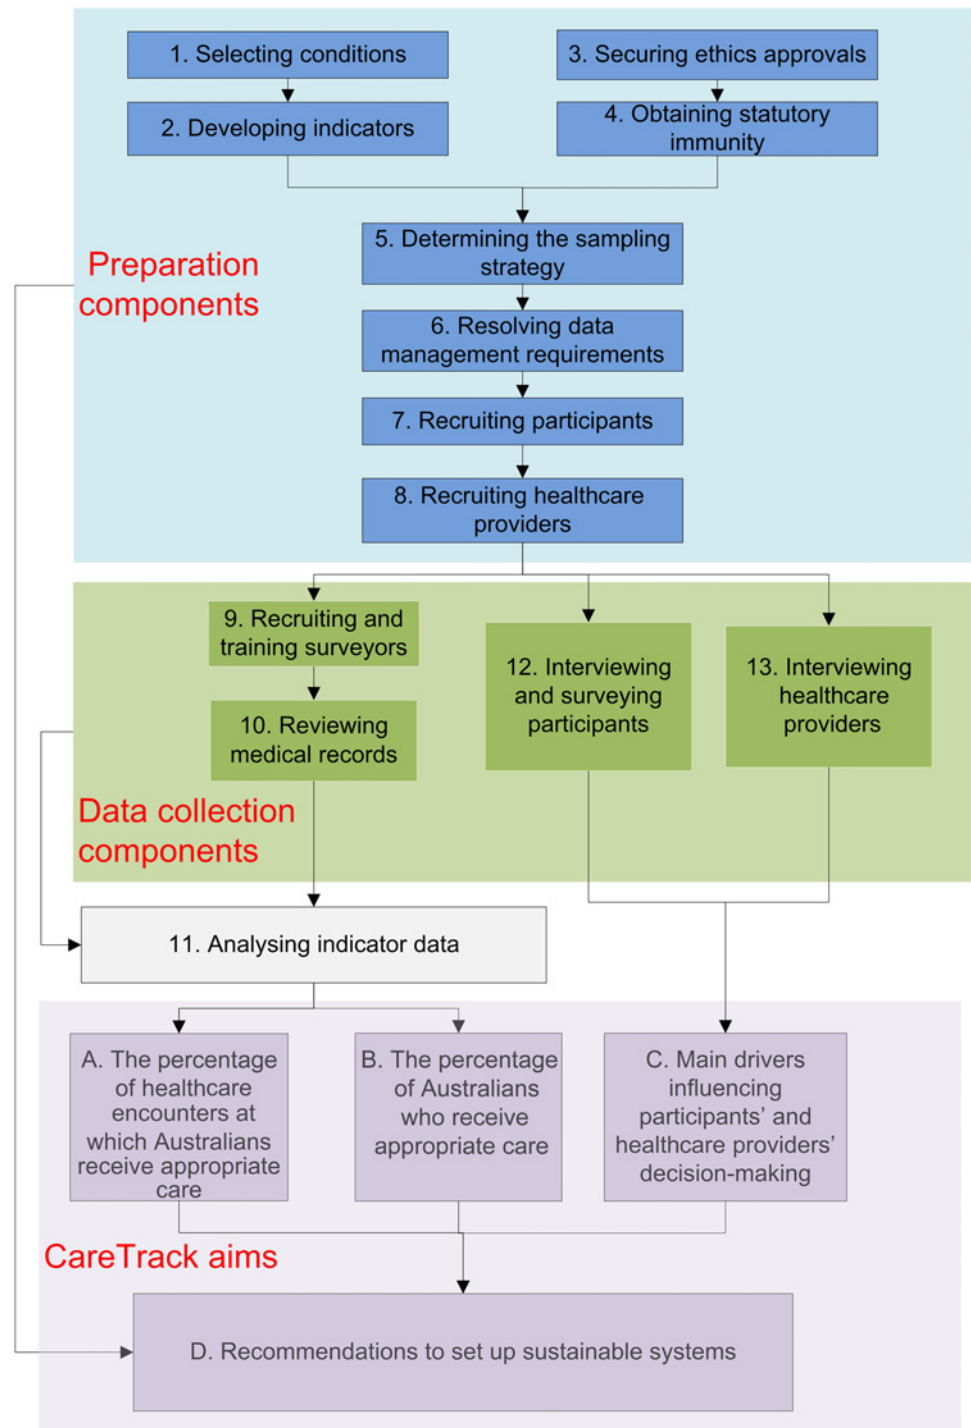 1. Selecting conditions
3. Securing ethics approvals
2. Developing indicators
4. Obtaining statutory
immunity
5. Determining the sampling
strategy
Preparation
components
6. Resolving data
management requirements
7. Recruiting participants
8. Recruiting healthcare
providers
9. Recruiting and
training surveyors
12. Interviewing
and surveying
participants
13. Interviewing
healthcare
providers
10. Reviewing
medical records
Data collection
components
11. Analysing indicator data
A. The percentage
of healthcare
encounters at
which Australians
receive appropriate
care
B. The percentage
of Australians
who receive
appropriate care
C. Main drivers
influencing
participants’ and
healthcare providers’
decision-making
CareTrack aims
D. Recommendations to set up sustainable systems